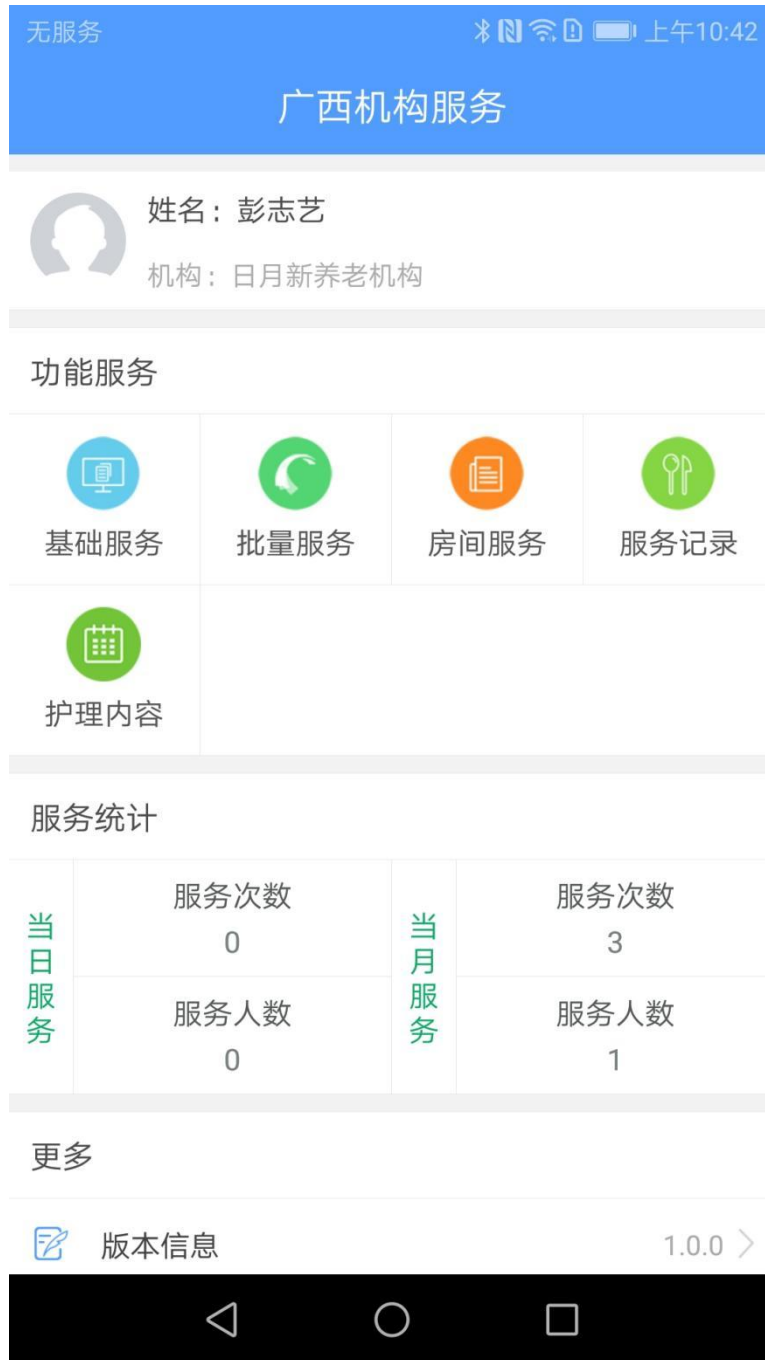 无服务 上午10:42
广西机构服务
姓名：彭志艺
机构：日月新养老机构
功能服务
基础服务 批量服务 房间服务 服务记录
护理内容
服务统计
当日服务
服务次数
0
服务人数
0
当月服务
服务次数
3
服务人数
1
更多
版本信息 1.0.0